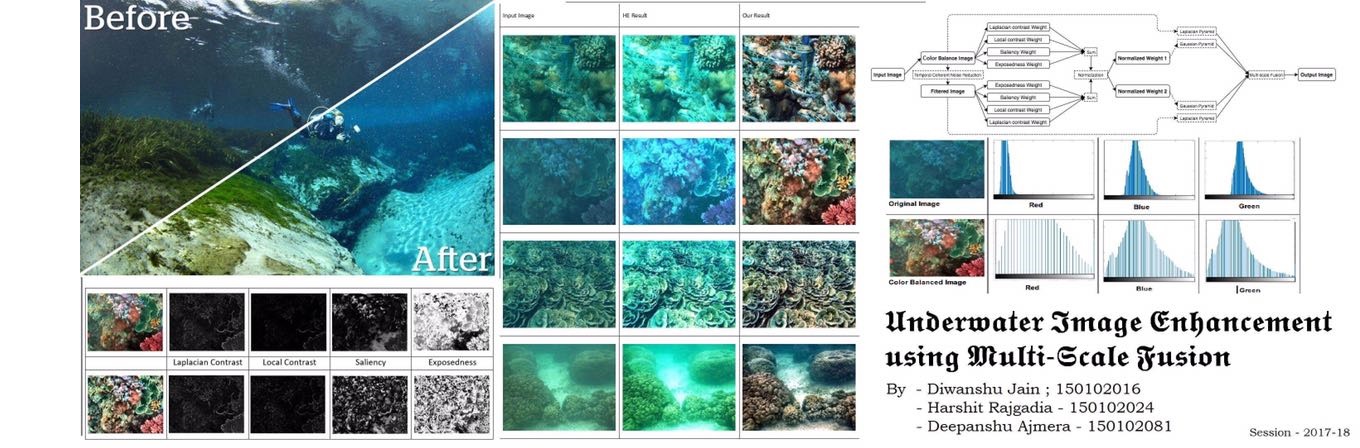 Before
After
Laplacian Contrast
Local Contrast
Saliency
Exposedness
Input Image
HE Result
Our Result
Input Image
Color Balance Image
Temporal Coherent Noise Reduction
Filtered Image
Laplacian contrast Weight
Local contrast Weight
Saliency Weight
Exposedness Weight
Exposedness Weight
Saliency Weight
Local contrast Weight
Laplacian contrast Weight
Sum
Normalization
Sum
Normalized Weight 1
Normalized Weight 2
Laplacian Pyramid
Gaussian Pyramid
Gaussian Pyramid
Laplacian Pyramid
Multi-scale Fusion
Output Image
Original Image
Red
Blue
Green
Color Balanced Image
Red
Blue
Green
Underwater Image Enhancement
using Multi-Scale Fusion
By - Diwanshu Jain ; 150102016
- Harshit Rajgadia - 150102024
- Deepanshu Ajmera - 150102081
Session - 2017-18